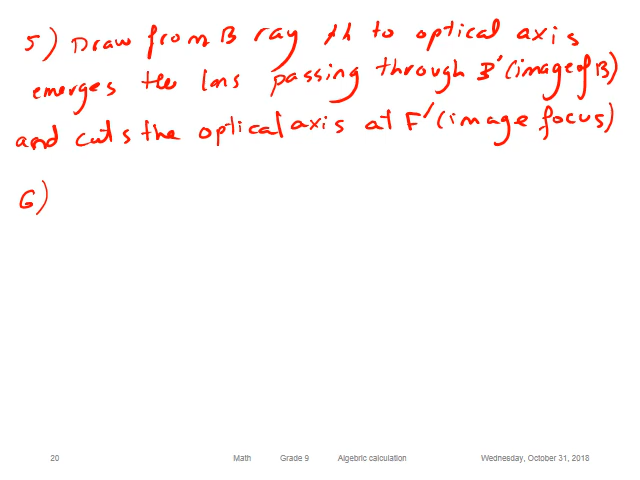 5) Draw from B ray // to optical axis
emerges the lens passing through B' (image of B)
and cuts the optical axis at F' (image focus)
6)
20 Math Grade 9 Algebric calculation Wednesday, October 31, 2018